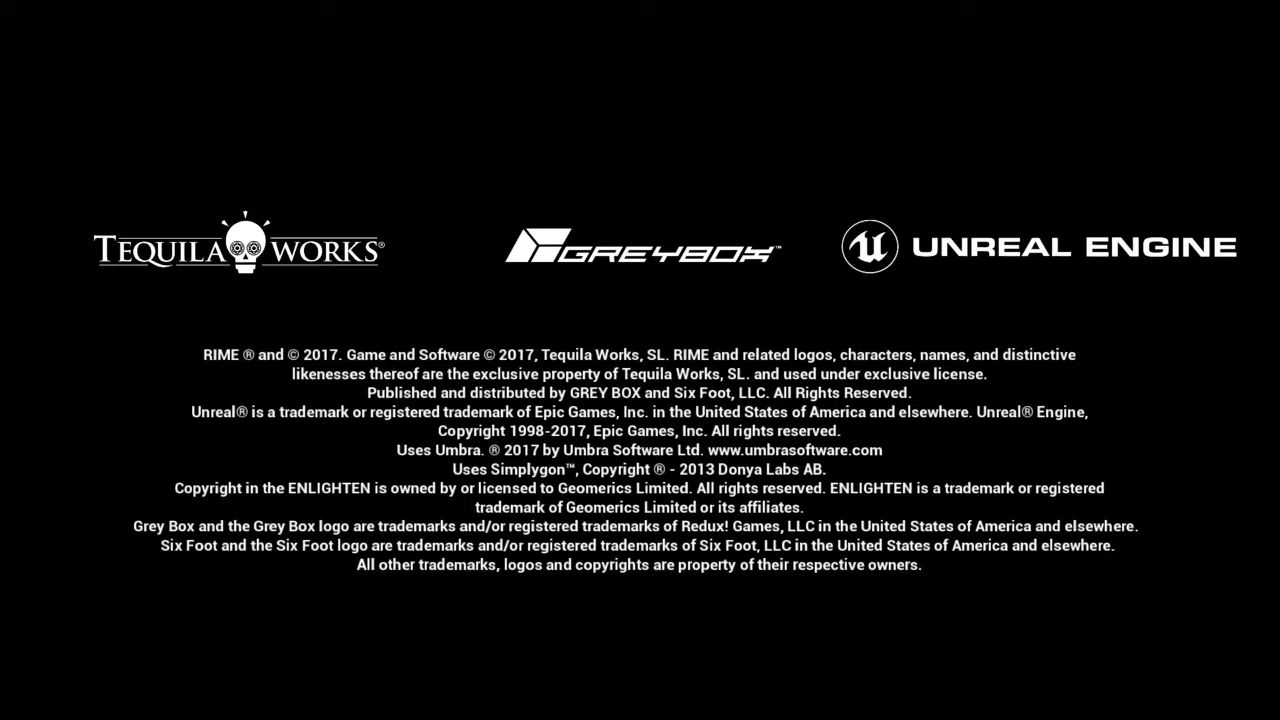 TEQUILA WORKS®
GREYBOX™
UNREAL ENGINE
RIME ® and © 2017. Game and Software © 2017, Tequila Works, SL. RIME and related logos, characters, names, and distinctive
likenesses thereof are the exclusive property of Tequila Works, SL. and used under exclusive license.
Published and distributed by GREY BOX and Six Foot, LLC. All Rights Reserved.
Unreal® is a trademark or registered trademark of Epic Games, Inc. in the United States of America and elsewhere. Unreal® Engine,
Copyright 1998-2017, Epic Games, Inc. All rights reserved.
Uses Umbra. ® 2017 by Umbra Software Ltd. www.umbrasoftware.com
Uses Simplygon™, Copyright ® - 2013 Donya Labs AB.
Copyright in the ENLIGHTEN is owned by or licensed to Geomerics Limited. All rights reserved. ENLIGHTEN is a trademark or registered
trademark of Geomerics Limited or its affiliates.
Grey Box and the Grey Box logo are trademarks and/or registered trademarks of Redux! Games, LLC in the United States of America and elsewhere.
Six Foot and the Six Foot logo are trademarks and/or registered trademarks of Six Foot, LLC in the United States of America and elsewhere.
All other trademarks, logos and copyrights are property of their respective owners.